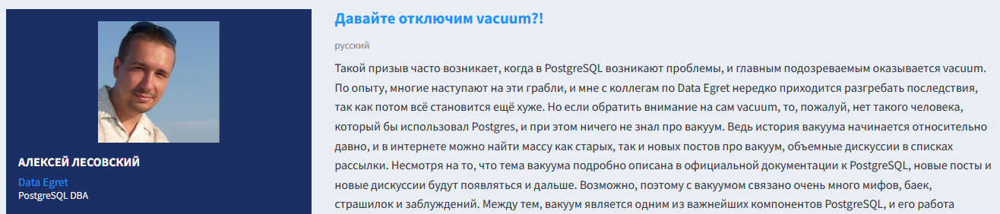 АЛЕКСЕЙ ЛЕСОВСКИЙ
Data Egret
PostgreSQL DBA
Давайте отключим vacuum?!
русский
Такой призыв часто возникает, когда в PostgreSQL возникают проблемы, и главным подозреваемым оказывается vacuum.
По опыту, многие наступают на эти грабли, и мне с коллегам по Data Egret нередко приходится разгребать последствия,
так как потом всё становится ещё хуже. Но если обратить внимание на сам vacuum, то, пожалуй, нет такого человека,
который бы использовал Postgres, и при этом ничего не знал про вакуум. Ведь история вакуума начинается относительно
давно, и в интернете можно найти массу как старых, так и новых постов про вакуум, объемные дискуссии в списках
рассылки. Несмотря на то, что тема вакуума подробно описана в официальной документации к PostgreSQL, новые посты и
новые дискуссии будут появляться и дальше. Возможно, поэтому с вакуумом связано очень много мифов, баек,
страшилок и заблуждений. Между тем, вакуум является одним из важнейших компонентов PostgreSQL, и его работа